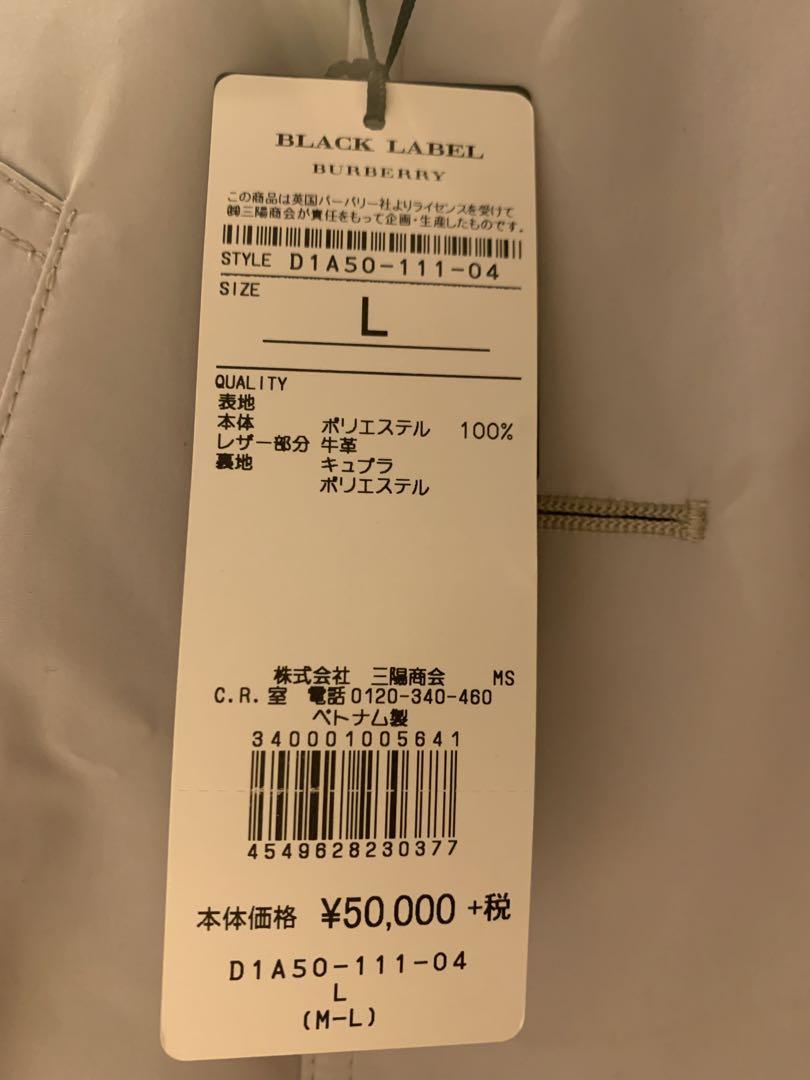 BLACK LABEL
BURBERRY
この商品は英国バーバリー社よりライセンスを受けて
㈱三陽商会が責任をもって企画・生産したものです。
STYLE D1A50-111-04
SIZE
L
QUALITY
表地
本体 ポリエステル 100%
レザー部分 牛革
裏地 キュプラ
ポリエステル
株式会社 三陽商会 MS
C.R.室 電話0120-340-460
ベトナム製
340001005641
4549628230377
本体価格 ¥50,000 +税
D1A50-111-04
L
(M-L)